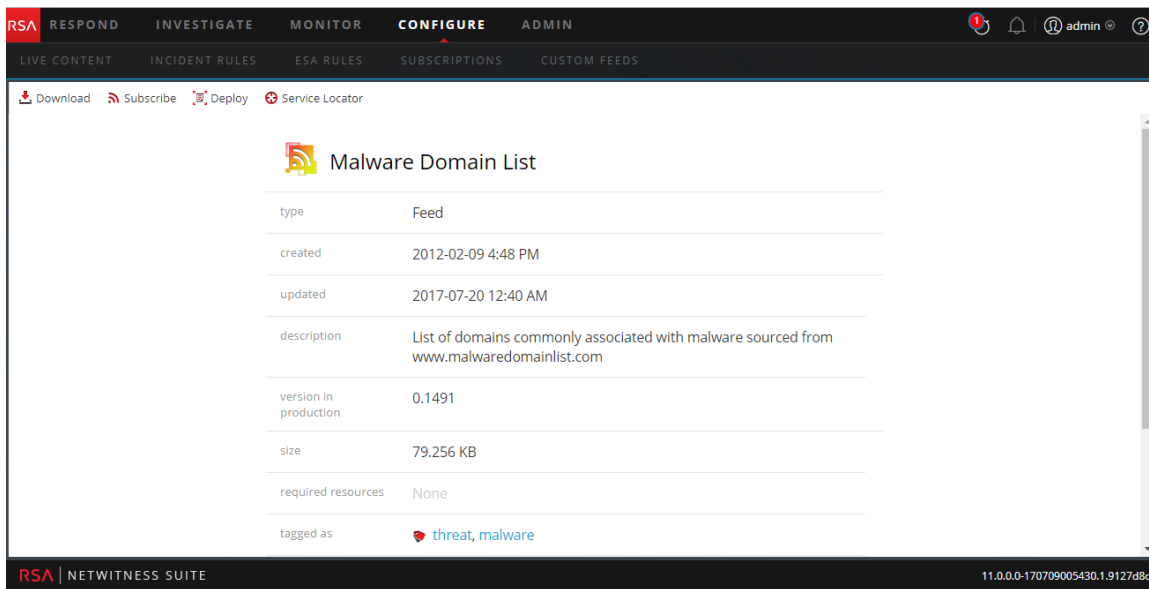 RSA RESPOND INVESTIGATE MONITOR CONFIGURE ADMIN 1 admin ?
LIVE CONTENT INCIDENT RULES ESA RULES SUBSCRIPTIONS CUSTOM FEEDS
Download Subscribe Deploy Service Locator
Malware Domain List
type Feed
created 2012-02-09 4:48 PM
updated 2017-07-20 12:40 AM
description List of domains commonly associated with malware sourced from
www.malwaredomainlist.com
version in
production 0.1491
size 79.256 KB
required resources None
tagged as threat, malware
RSA NETWITNESS SUITE 11.0.0.0-170709005430.1.9127d8c